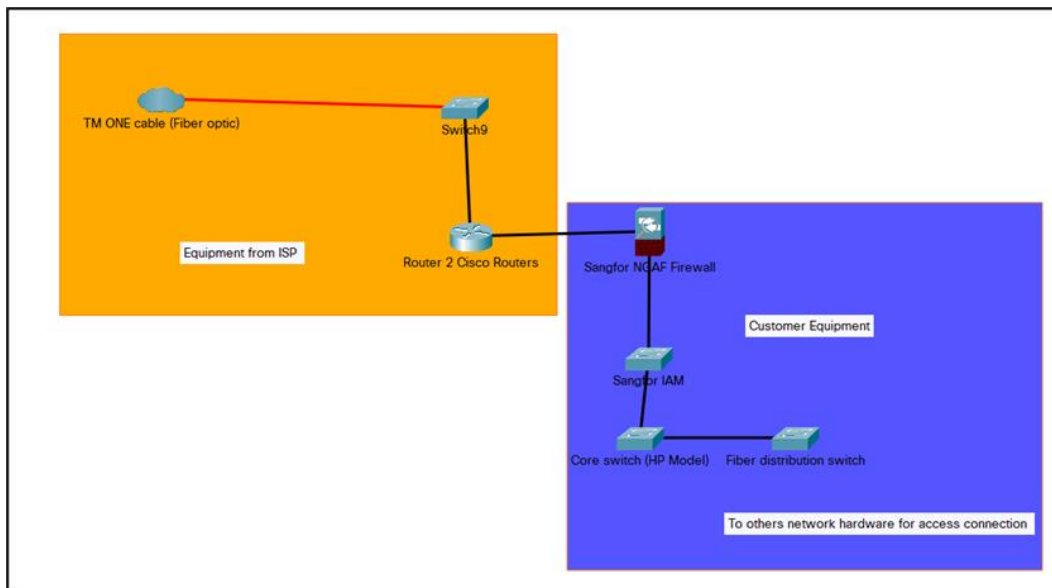 TM ONE cable (Fiber optic)
Switch9
Equipment from ISP
Router 2 Cisco Routers
Sangfor NGAF Firewall
Customer Equipment
Sangfor IAM
Core switch (HP Model)
Fiber distribution switch
To others network hardware for access connection